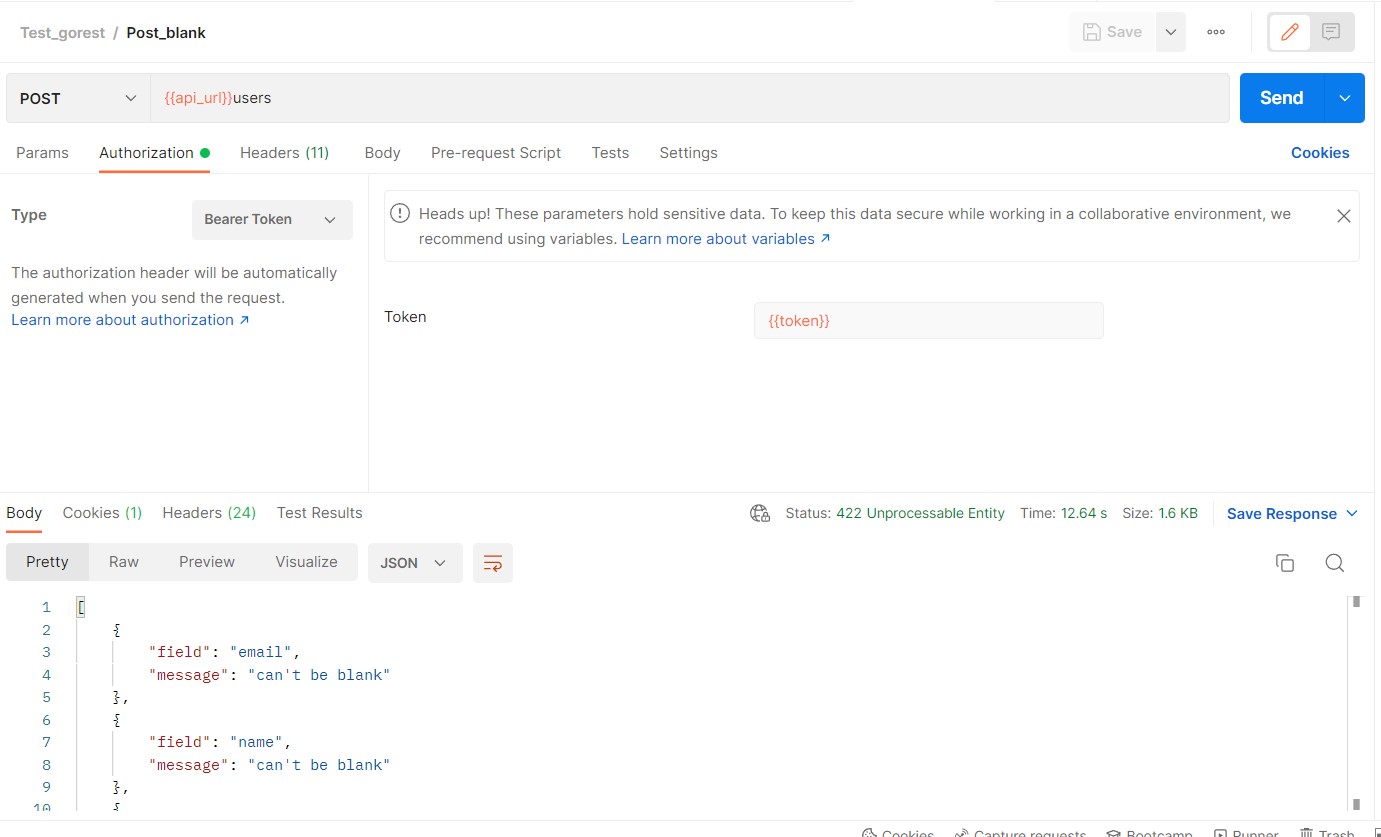 Test_gorest / Post_blank
Save
POST
{{api_url}}users
Send
Params Authorization Headers (11) Body Pre-request Script Tests Settings Cookies
Type
Bearer Token
The authorization header will be automatically
generated when you send the request.
Learn more about authorization ↗
Heads up! These parameters hold sensitive data. To keep this data secure while working in a collaborative environment, we
recommend using variables. Learn more about variables ↗
Token
{{token}}
Body Cookies (1) Headers (24) Test Results Status: 422 Unprocessable Entity Time: 12.64 s Size: 1.6 KB Save Response
Pretty Raw Preview Visualize JSON
1 [
2 {
3 "field": "email",
4 "message": "can't be blank"
5 },
6 {
7 "field": "name",
8 "message": "can't be blank"
9 },
10 {
Cookies Capture requests Bootcamp Runner Trash